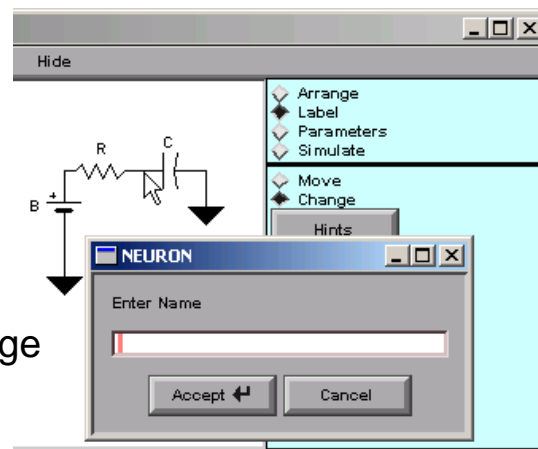 Hide
Arrange
Label
Parameters
Simulate
R
C
B
+
Move
Change
Hints
NEURON
Enter Name
ge
Accept
Cancel